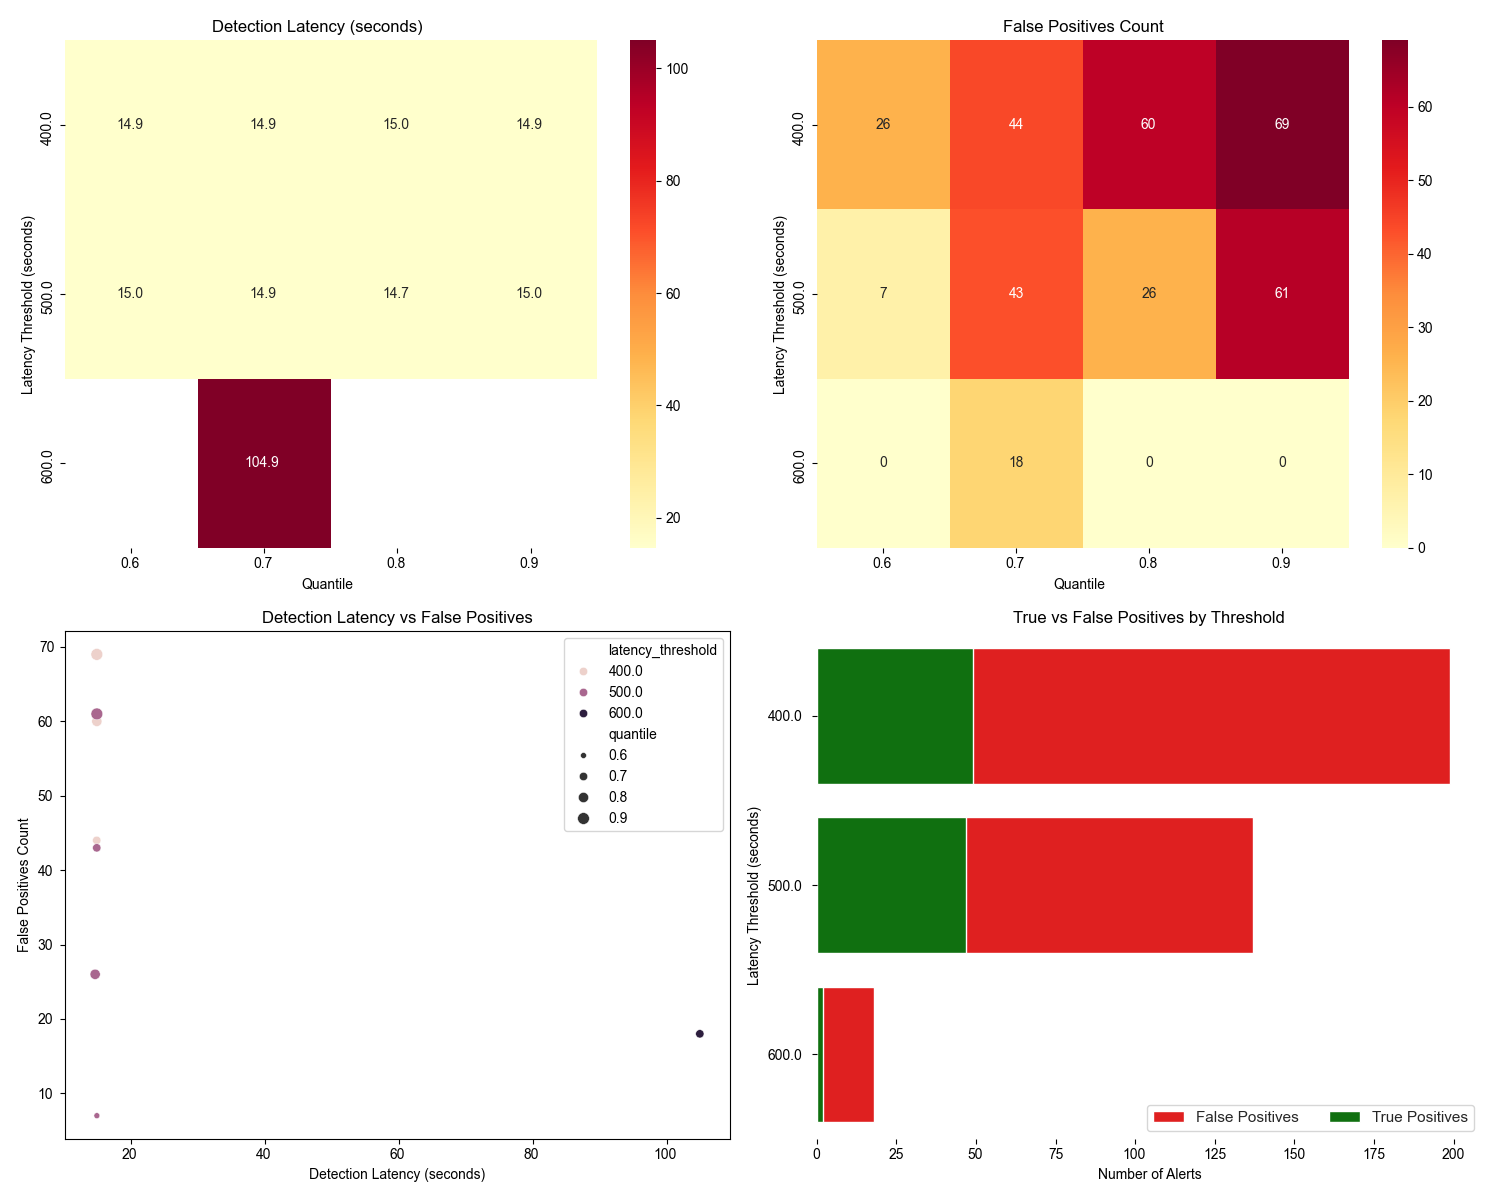 Detection Latency (seconds)
Latency Threshold (seconds)
400.0
14.9 14.9 15.0 14.9
500.0
15.0 14.9 14.7 15.0
600.0
104.9
0.6 0.7 0.8 0.9
Quantile
100
80
60
40
20
False Positives Count
Latency Threshold (seconds)
400.0
26 44 60 69
500.0
7 43 26 61
600.0
0 18 0 0
0.6 0.7 0.8 0.9
Quantile
60
50
40
30
20
10
0
Detection Latency vs False Positives
False Positives Count
70
60
50
40
30
20
10
latency_threshold
400.0
500.0
600.0
quantile
0.6
0.7
0.8
0.9
20 40 60 80 100
Detection Latency (seconds)
True vs False Positives by Threshold
Latency Threshold (seconds)
400.0
500.0
600.0
False Positives True Positives
0 25 50 75 100 125 150 175 200
Number of Alerts